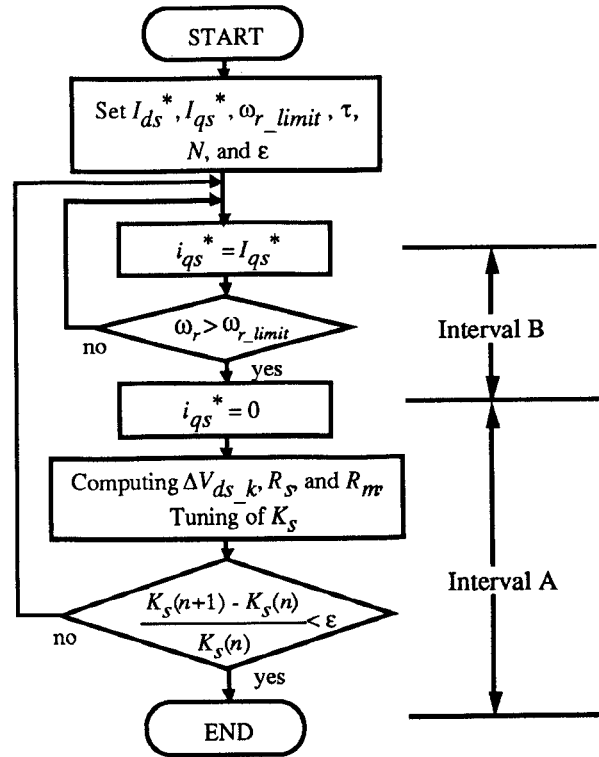 START
Set I_ds*, I_qs*, ω_r_limit, τ,
N, and ε
i_qs* = I_qs*
Interval B
ω_r > ω_r_limit
no
yes
i_qs* = 0
Computing ΔV_ds_k, R_s, and R_m,
Tuning of K_s
Interval A
K_s(n+1) - K_s(n)
< ε
K_s(n)
no
yes
END